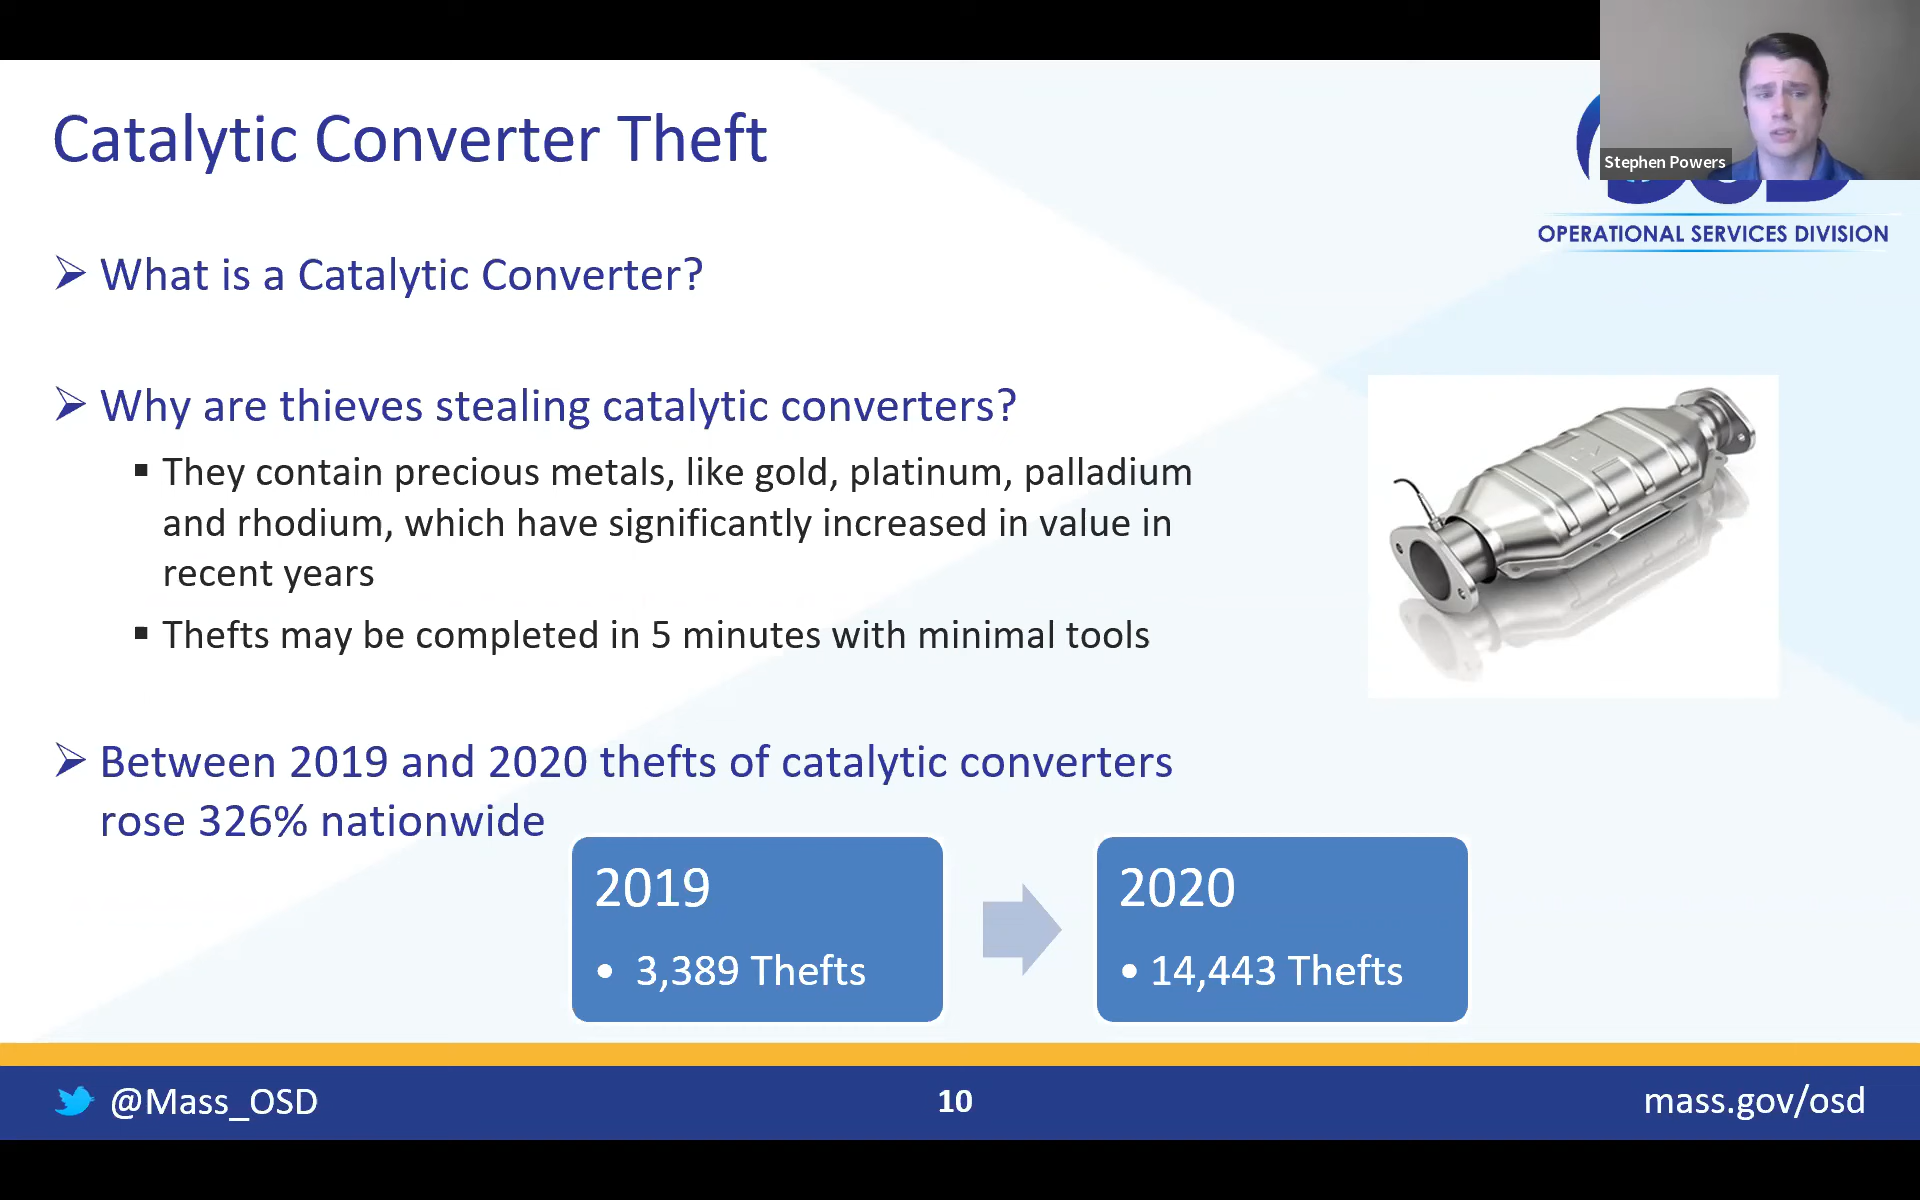 Catalytic Converter Theft
Stephen Powers
OPERATIONAL SERVICES DIVISION
➢ What is a Catalytic Converter?
➢ Why are thieves stealing catalytic converters?
▪ They contain precious metals, like gold, platinum, palladium
and rhodium, which have significantly increased in value in
recent years
▪ Thefts may be completed in 5 minutes with minimal tools
➢ Between 2019 and 2020 thefts of catalytic converters
rose 326% nationwide
2019
• 3,389 Thefts
2020
• 14,443 Thefts
@Mass_OSD
10
mass.gov/osd